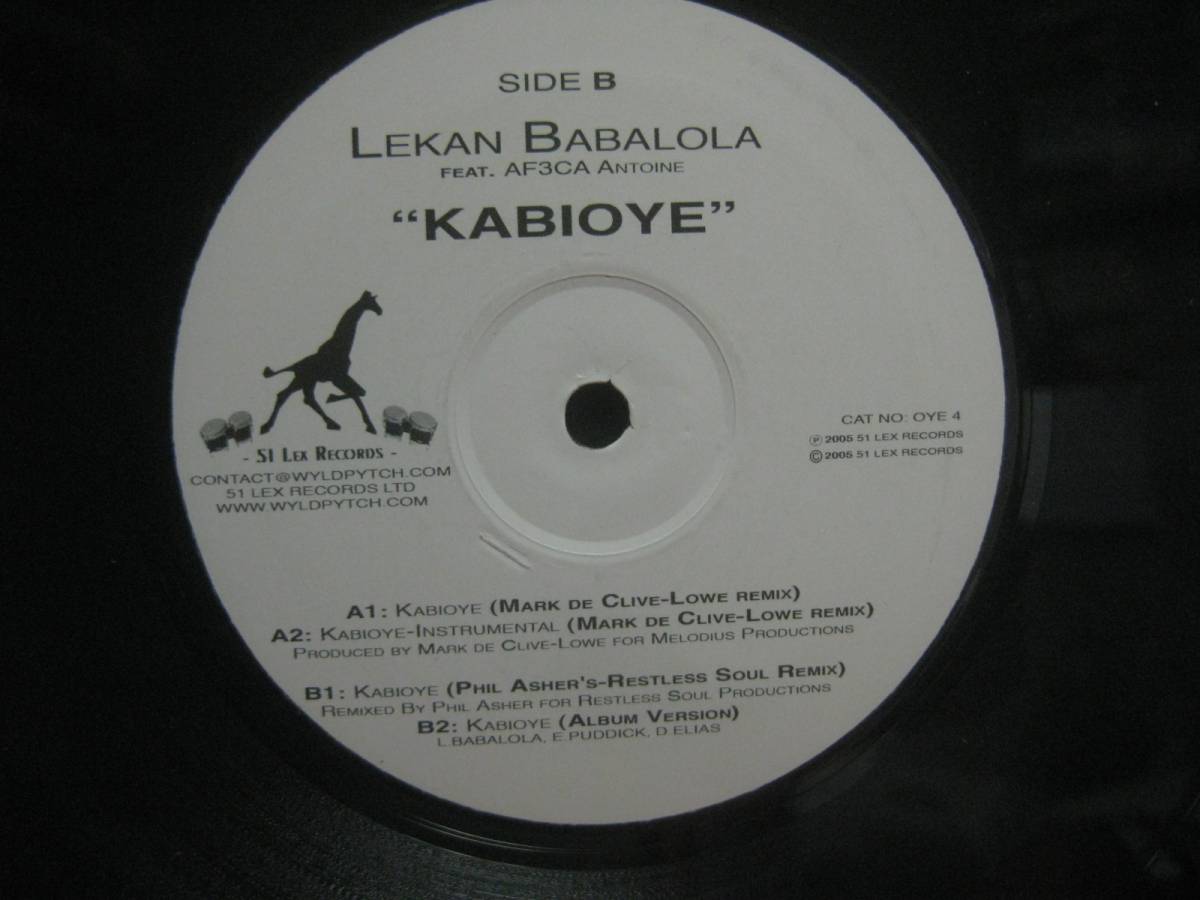 SIDE B
LEKAN BABALOLA
FEAT. AF3CA ANTOINE
“KABIOYE”
- 51 LEX RECORDS -
CONTACT@WYLDPYTCH.COM
51 LEX RECORDS LTD
WWW.WYLDPYTCH.COM
CAT NO: OYE 4
℗ 2005 51 LEX RECORDS
© 2005 51 LEX RECORDS
A1: KABIOYE (MARK DE CLIVE-LOWE REMIX)
A2: KABIOYE-INSTRUMENTAL (MARK DE CLIVE-LOWE REMIX)
PRODUCED BY MARK DE CLIVE-LOWE FOR MELODIUS PRODUCTIONS
B1: KABIOYE (PHIL ASHER'S-RESTLESS SOUL REMIX)
REMIXED BY PHIL ASHER FOR RESTLESS SOUL PRODUCTIONS
B2: KABIOYE (ALBUM VERSION)
L.BABALOLA, E.PUDDICK, D.ELIAS